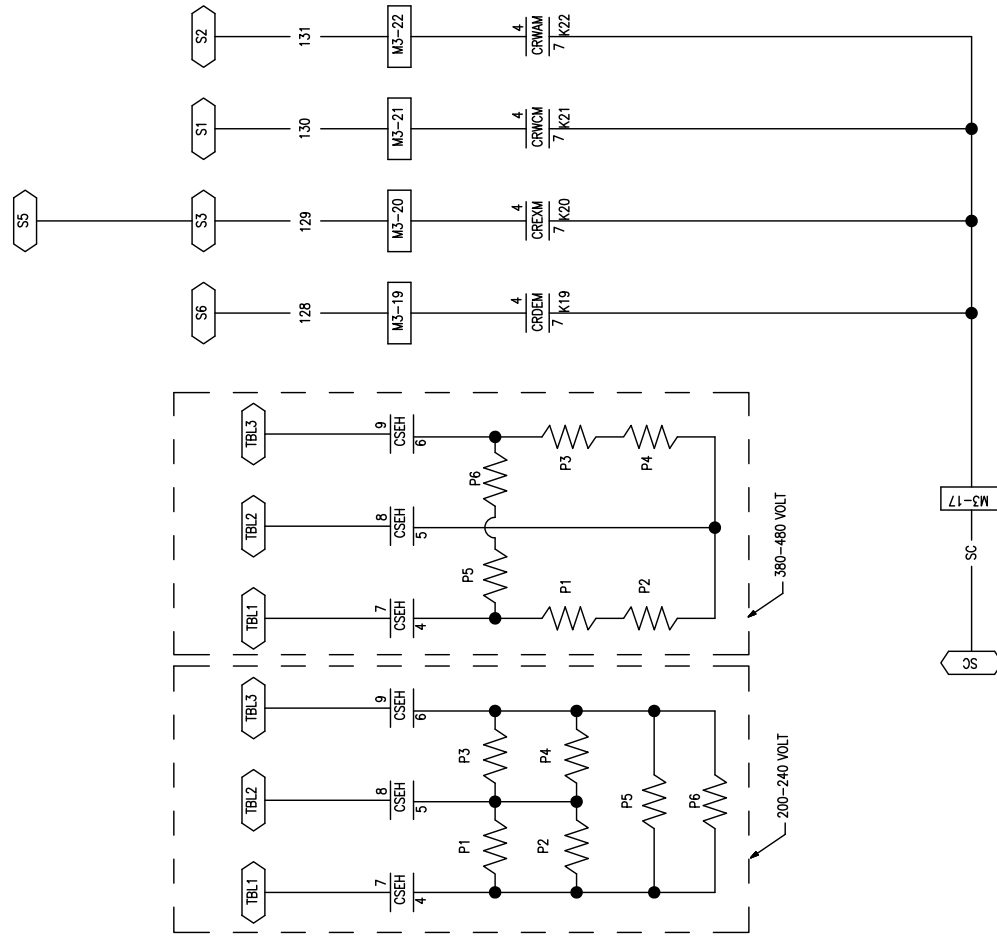 S5
S6
S3
S1
S2
128
129
130
131
M3-19
M3-20
M3-21
M3-22
4
CRDEM
7 K19
4
CREXM
7 K20
4
CRWCM
7 K21
4
CRWAM
7 K22
TBL1
TBL2
TBL3
7
CSEH
4
8
CSEH
5
9
CSEH
6
P1
P3
P2
P4
P5
P6
200-240 VOLT
TBL1
TBL2
TBL3
7
CSEH
4
8
CSEH
5
9
CSEH
6
P5
P6
P1
P3
P2
P4
380-480 VOLT
SC
SC
M3-17